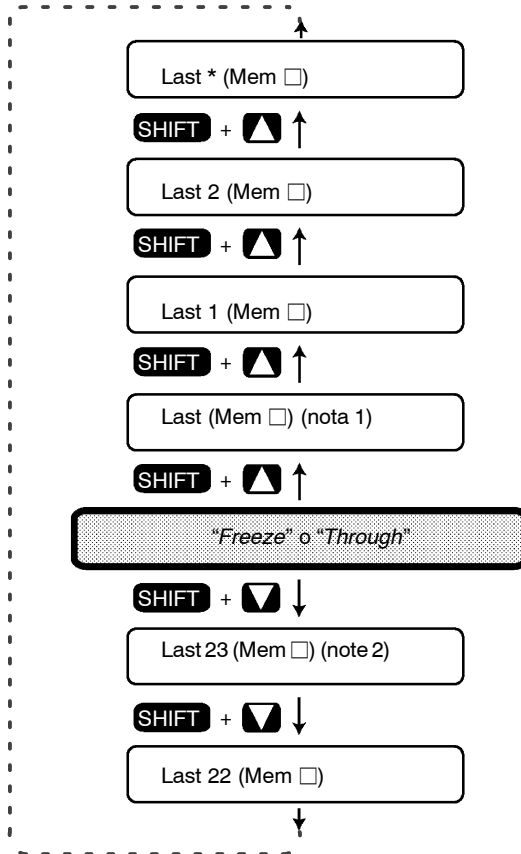 Last * (Mem □)
SHIFT +
Last 2 (Mem □)
SHIFT +
Last 1 (Mem □)
SHIFT +
Last (Mem □) (nota 1)
SHIFT +
“Freeze” o “Through”
SHIFT +
Last 23 (Mem □) (note 2)
SHIFT +
Last 22 (Mem □)